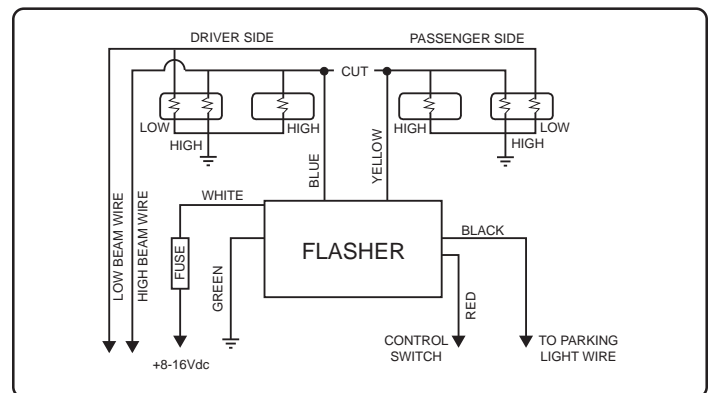 DRIVER SIDE
PASSENGER SIDE
CUT
LOW
HIGH
HIGH
HIGH
HIGH
LOW
LOW BEAM WIRE
HIGH BEAM WIRE
BLUE
YELLOW
WHITE
FUSE
GREEN
FLASHER
BLACK
RED
+8-16Vdc
CONTROL
SWITCH
TO PARKING
LIGHT WIRE